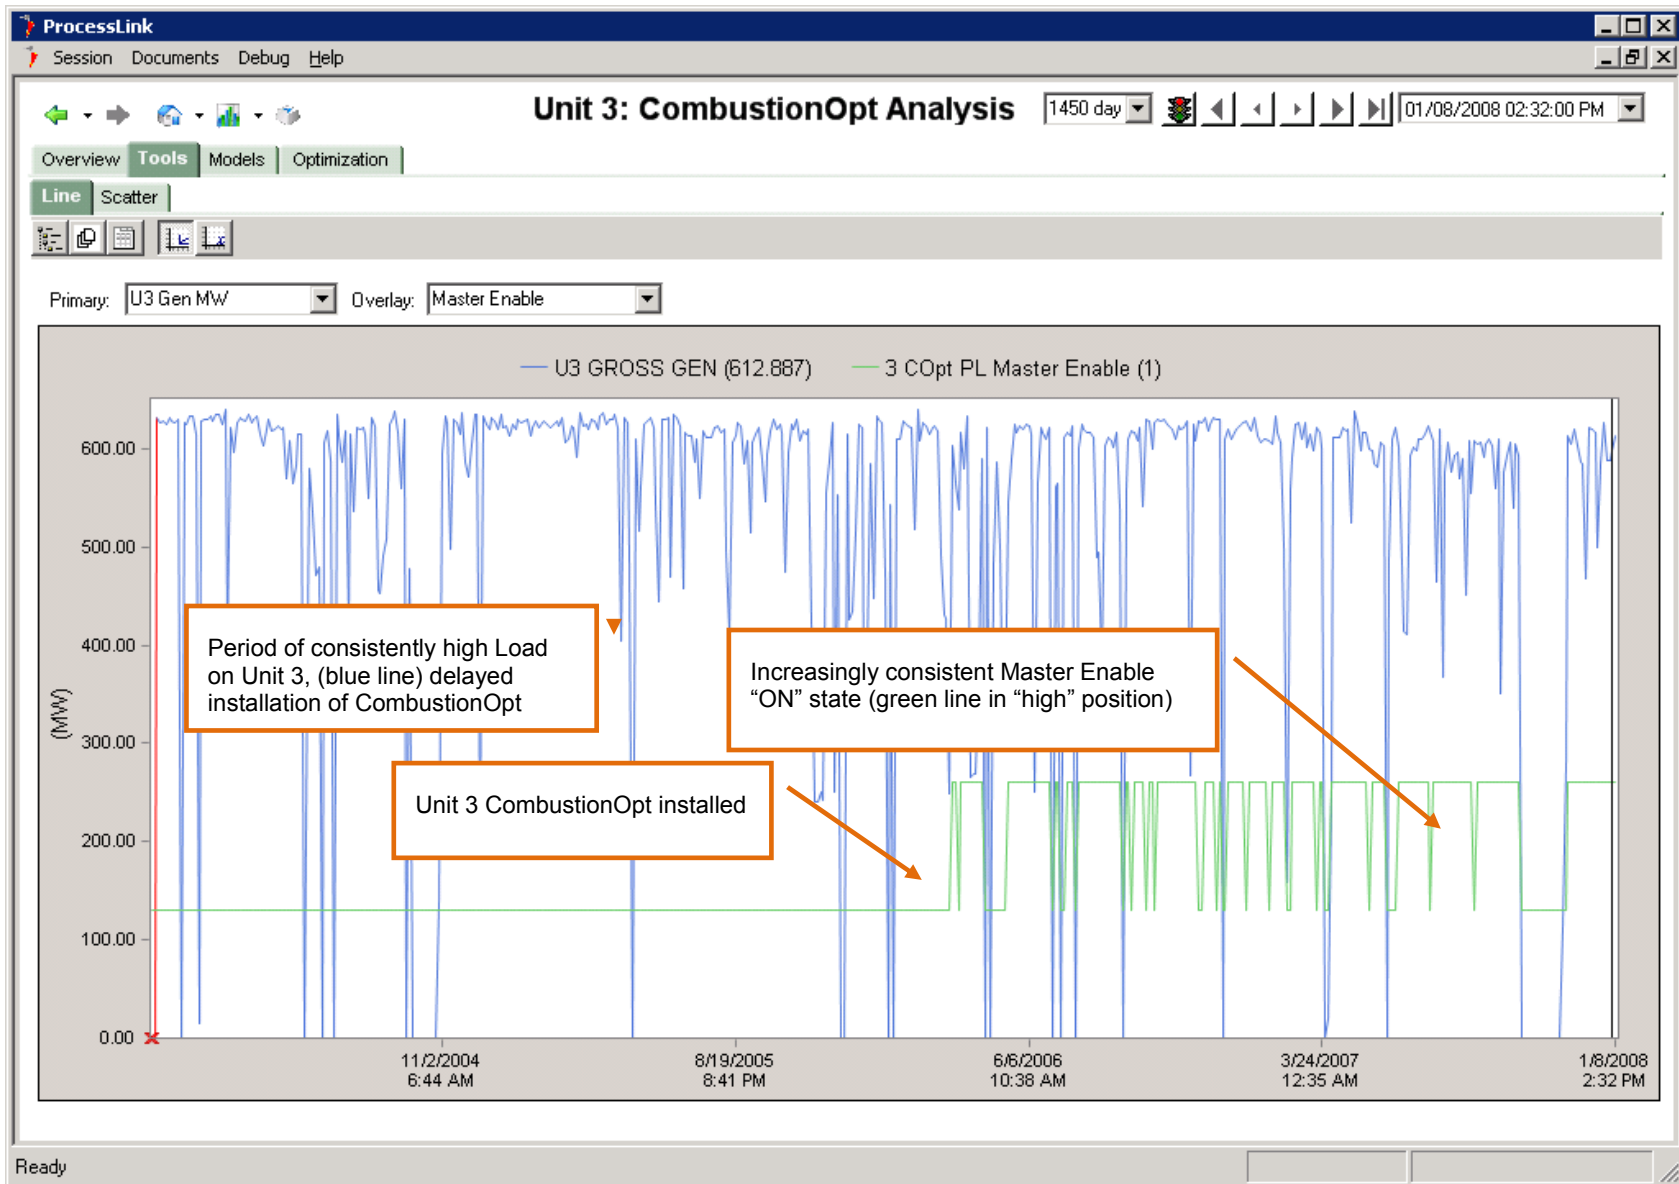 ProcessLink
Session Documents Debug Help
Unit 3: CombustionOpt Analysis 1450 day 01/08/2008 02:32:00 PM
Overview Tools Models Optimization
Line Scatter
Primary: U3 Gen MW Overlay: Master Enable
U3 GROSS GEN (612.887) 3 COpt PL Master Enable (1)
600.00
500.00
400.00
300.00
200.00
100.00
0.00
(MW)
Period of consistently high Load
on Unit 3, (blue line) delayed
installation of CombustionOpt
Increasingly consistent Master Enable
“ON” state (green line in “high” position)
Unit 3 CombustionOpt installed
11/2/2004 8/19/2005 6/6/2006 3/24/2007 1/8/2008
6:44 AM 8:41 PM 10:38 AM 12:35 AM 2:32 PM
Ready